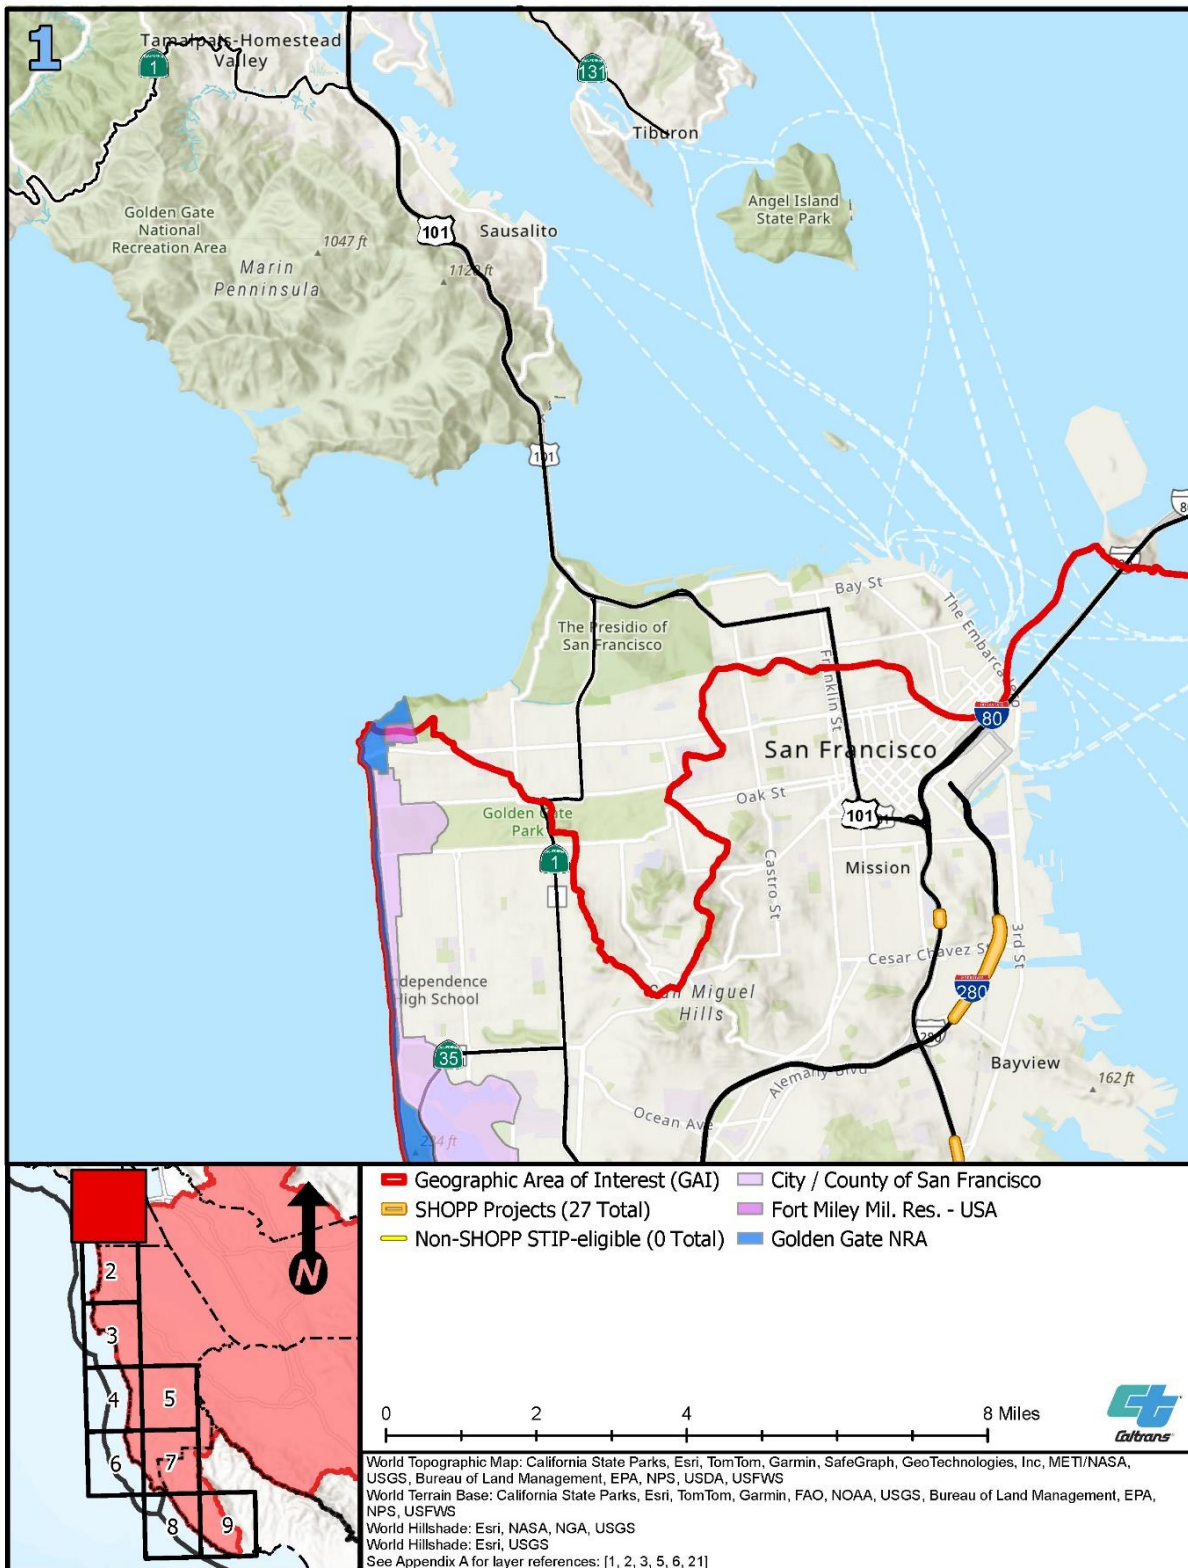 1
Tamalpais-Homestead
Valley
1
131
Tiburon
Angel Island
State Park
Golden Gate
National
Recreation Area
1047 ft
101
Sausalito
Marin
Penninsula
1129 ft
101
80
Bay St
The Embarcadero
The Presidio of
San Francisco
Franklin St
80
San Francisco
Oak St
Golden Gate
Park
101
1
Mission
Castro St
3rd St
Cesar Chavez St
Independence
High School
San Miguel
Hills
280
280
35
Bayview
Alemany Blvd
162 ft
Ocean Ave
234 ft
Geographic Area of Interest (GAI)
City / County of San Francisco
SHOPP Projects (27 Total)
Fort Miley Mil. Res. - USA
Non-SHOPP STIP-eligible (0 Total)
Golden Gate NRA
2
3
4
5
6
7
8
9
N
0 2 4 8 Miles
Caltrans
World Topographic Map: California State Parks, Esri, TomTom, Garmin, SafeGraph, GeoTechnologies, Inc, METI/NASA,
USGS, Bureau of Land Management, EPA, NPS, USDA, USFWS
World Terrain Base: California State Parks, Esri, TomTom, Garmin, FAO, NOAA, USGS, Bureau of Land Management, EPA,
NPS, USFWS
World Hillshade: Esri, NASA, NGA, USGS
World Hillshade: Esri, USGS
See Appendix A for layer references: [1, 2, 3, 5, 6, 21]